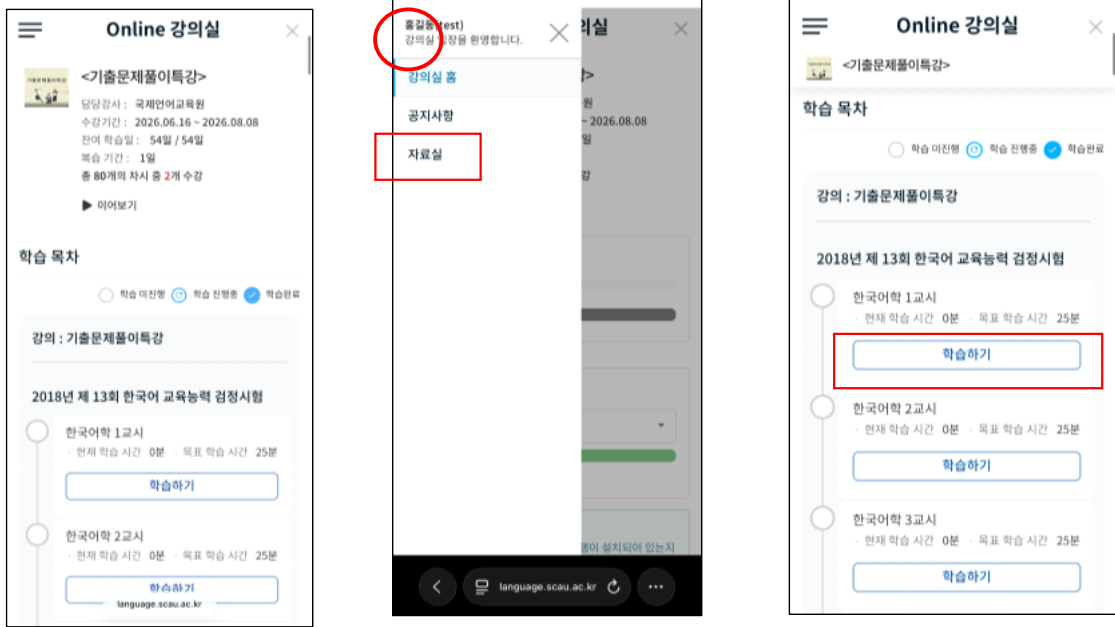 Online 강의실
<기출문제풀이특강>
담당강사 : 국제언어교육원
수강기간 : 2026.06.16 ~ 2026.08.08
잔여 학습일 : 54일 / 54일
복습 기간 : 1일
총 80개의 차시 중 2개 수강
▶ 이어보기
학습 목차
학습 미진행 학습 진행중 학습완료
강의 : 기출문제풀이특강
2018년 제 13회 한국어 교육능력 검정시험
한국어학 1교시
· 현재 학습 시간 0분 · 목표 학습 시간 25분
학습하기
한국어학 2교시
· 현재 학습 시간 0분 · 목표 학습 시간 25분
학습하기
language.scau.ac.kr
홍길동(test)
강의실 입장을 환영합니다.
강의실 홈
공지사항
자료실
의실
>
원
~ 2026.08.08
일
강
이 설치되어 있는지
language.scau.ac.kr
Online 강의실
<기출문제풀이특강>
학습 목차
학습 미진행 학습 진행중 학습완료
강의 : 기출문제풀이특강
2018년 제 13회 한국어 교육능력 검정시험
한국어학 1교시
· 현재 학습 시간 0분 · 목표 학습 시간 25분
학습하기
한국어학 2교시
· 현재 학습 시간 0분 · 목표 학습 시간 25분
학습하기
한국어학 3교시
· 현재 학습 시간 0분 · 목표 학습 시간 25분
학습하기